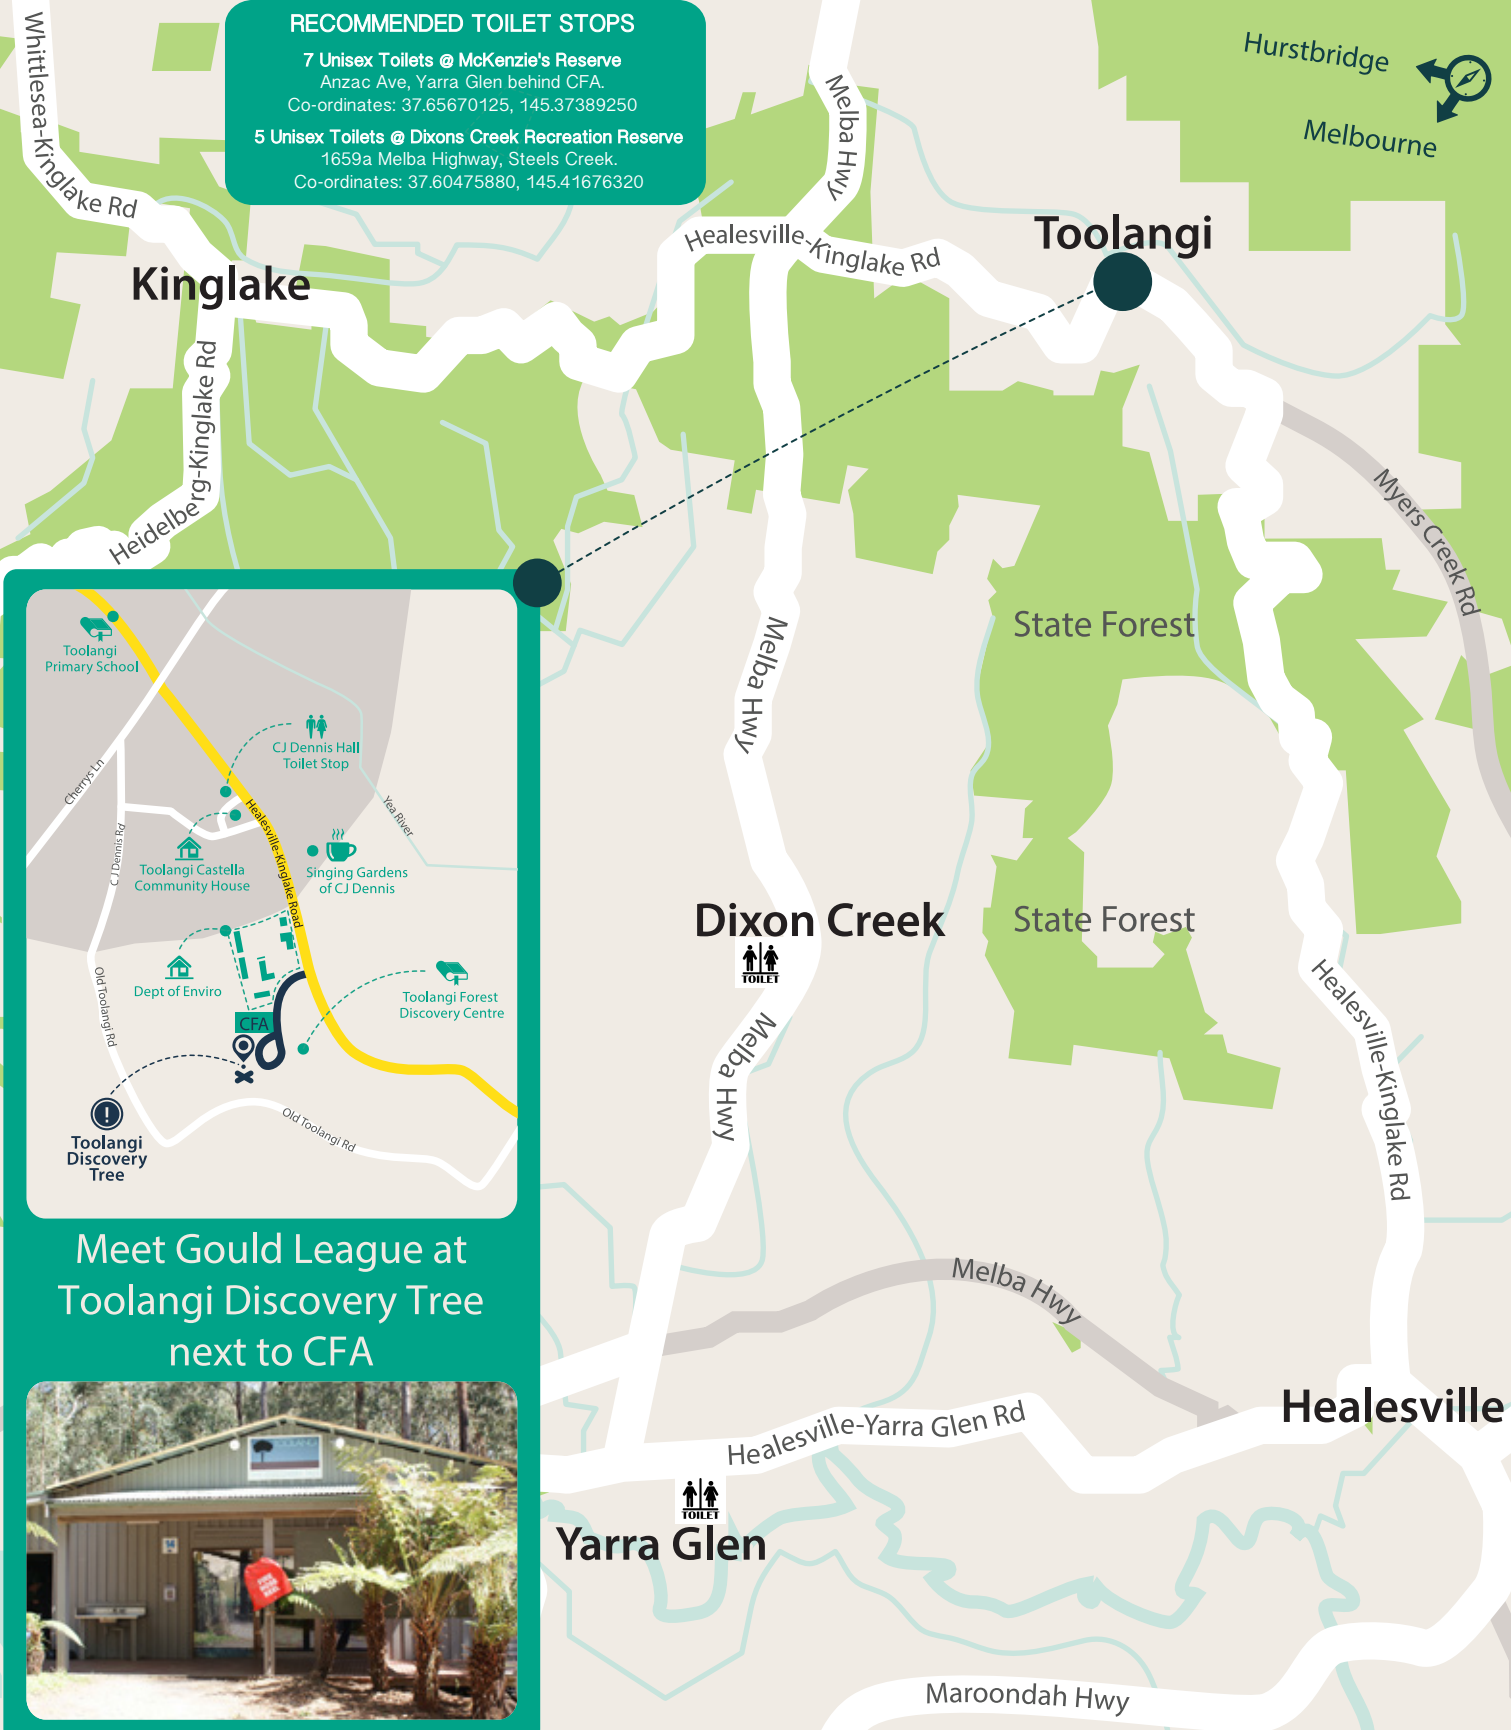 RECOMMENDED TOILET STOPS
7 Unisex Toilets @ McKenzie's Reserve
Anzac Ave, Yarra Glen behind CFA.
Co-ordinates: 37.65670125, 145.37389250
5 Unisex Toilets @ Dixons Creek Recreation Reserve
1659a Melba Highway, Steels Creek.
Co-ordinates: 37.60475880, 145.41676320
Hurstbridge
Melbourne
Whittlesea-Kinglake Rd
Melba Hwy
Healesville-Kinglake Rd
Toolangi
Kinglake
Heidelberg-Kinglake Rd
Myers Creek Rd
State Forest
Melba Hwy
Dixon Creek
TOILET
State Forest
Melba Hwy
Healesville-Kinglake Rd
Melba Hwy
Healesville
Healesville-Yarra Glen Rd
TOILET
Yarra Glen
Maroondah Hwy
Toolangi
Primary School
CJ Dennis Hall
Toilet Stop
Cherrys Ln
CJ Dennis Rd
Yea River
Healesville-Kinglake Road
Toolangi Castella
Community House
Singing Gardens
of CJ Dennis
Dept of Enviro
Toolangi Forest
Discovery Centre
CFA
Old Toolangi Rd
Old Toolangi Rd
!
Toolangi
Discovery
Tree
Meet Gould League at
Toolangi Discovery Tree
next to CFA
FIRE
HOSE
REEL